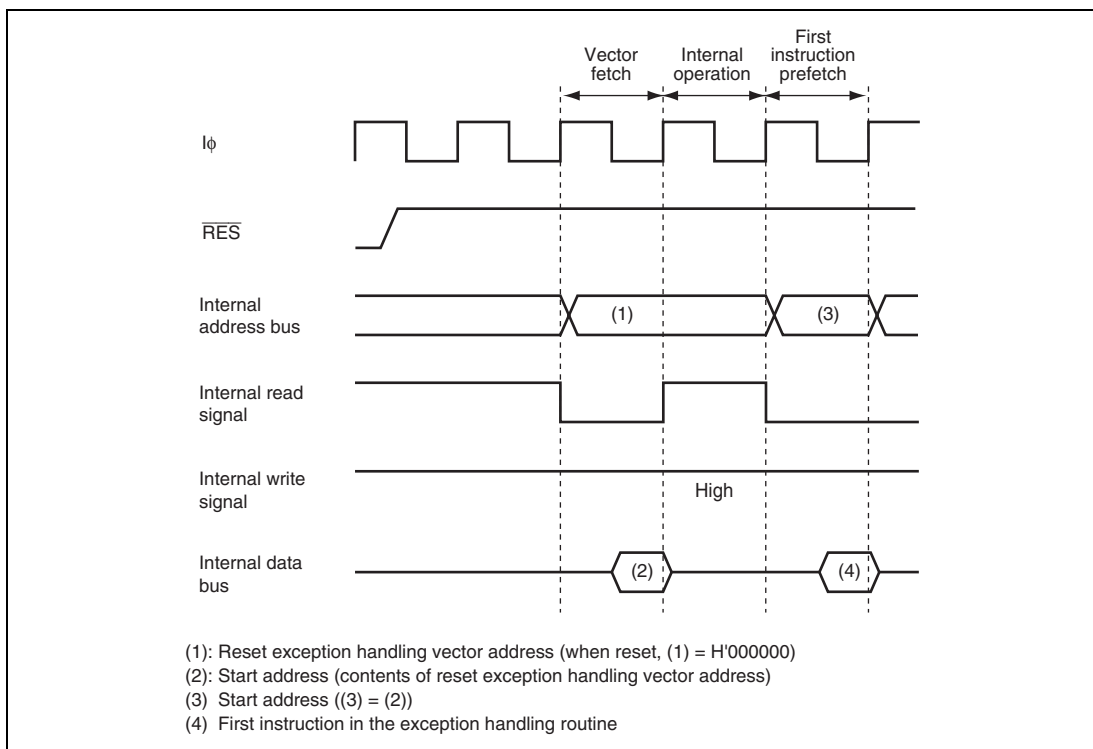 Vector
fetch
Internal
operation
First
instruction
prefetch
Iϕ
R̅E̅S̅
Internal
address bus
(1)
(3)
Internal read
signal
Internal write
signal
High
Internal data
bus
(2)
(4)
(1): Reset exception handling vector address (when reset, (1) = H'000000)
(2): Start address (contents of reset exception handling vector address)
(3) Start address ((3) = (2))
(4) First instruction in the exception handling routine